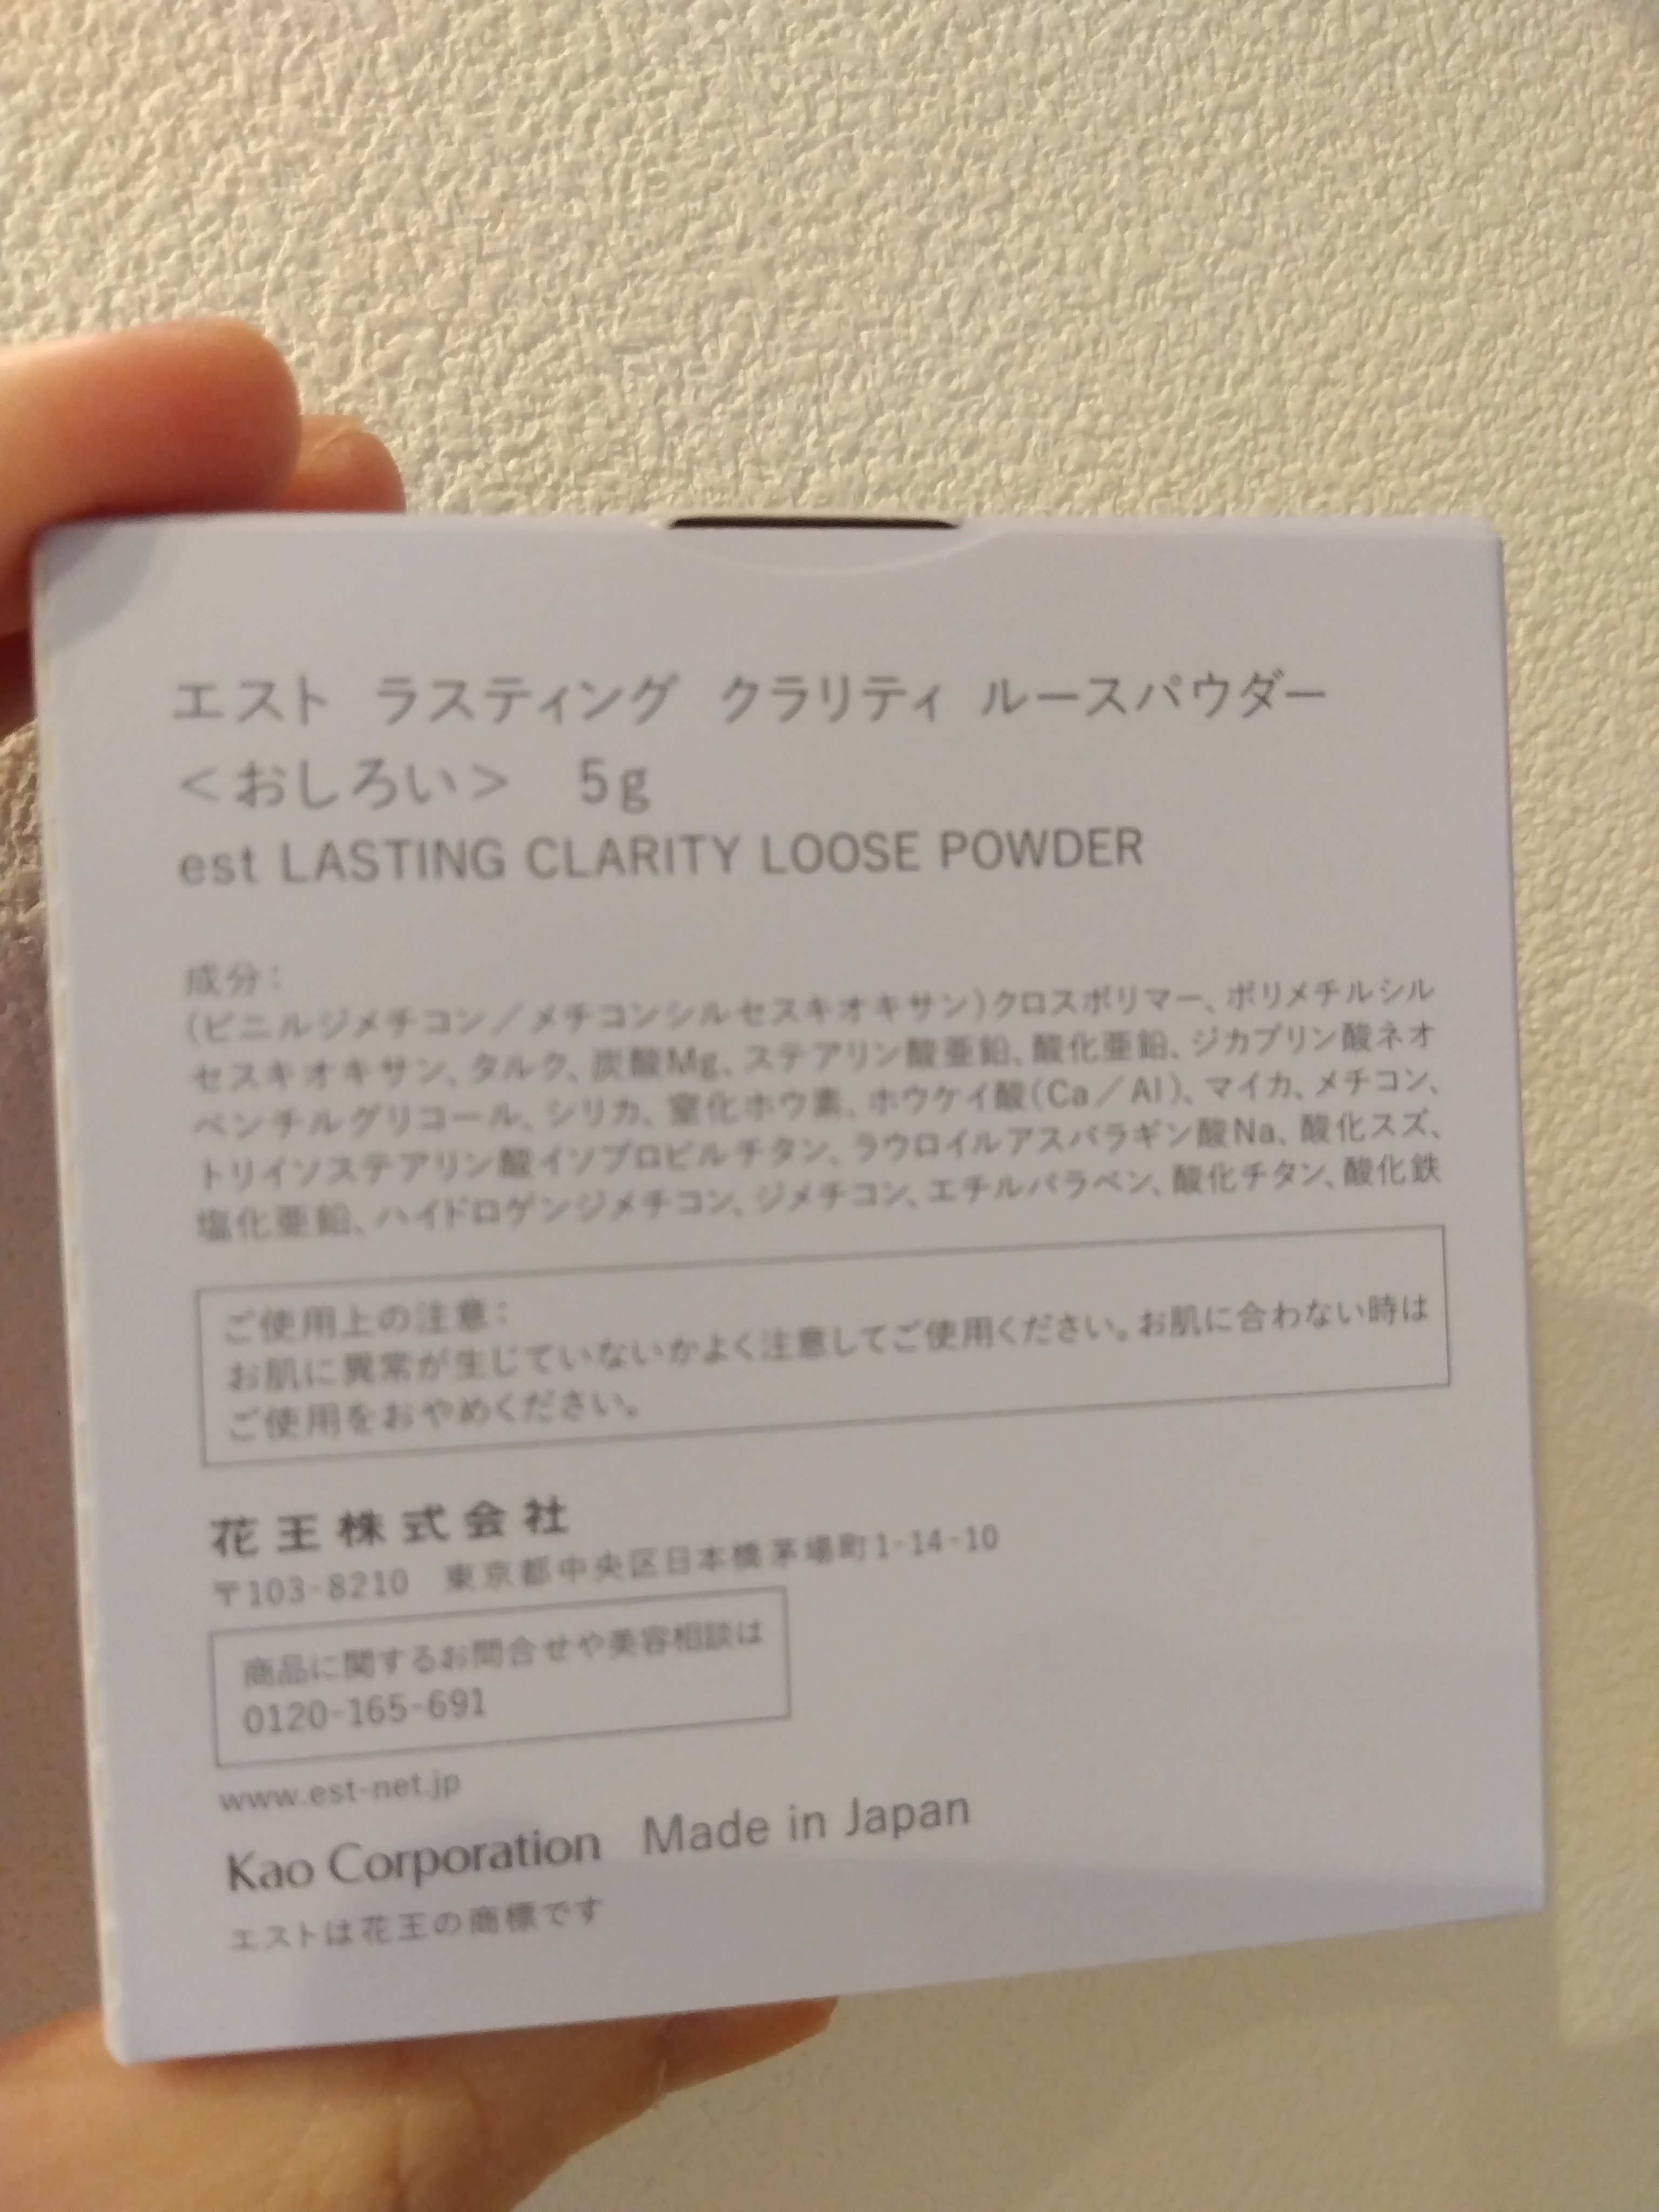 エスト ラスティング クラリティ ルースパウダー
＜おしろい＞ 5g
est LASTING CLARITY LOOSE POWDER
成分：
(ビニルジメチコン／メチコンシルセスキオキサン)クロスポリマー、ポリメチルシル
セスキオキサン、タルク、炭酸Mg、ステアリン酸亜鉛、酸化亜鉛、ジカプリン酸ネオ
ペンチルグリコール、シリカ、窒化ホウ素、ホウケイ酸(Ca／Al)、マイカ、メチコン、
トリイソステアリン酸イソプロピルチタン、ラウロイルアスパラギン酸Na、酸化スズ、
塩化亜鉛、ハイドロゲンジメチコン、ジメチコン、エチルパラベン、酸化チタン、酸化鉄
ご使用上の注意：
お肌に異常が生じていないかよく注意してご使用ください。お肌に合わない時は
ご使用をおやめください。
花王株式会社
〒103-8210 東京都中央区日本橋茅場町1-14-10
商品に関するお問合せや美容相談は
0120-165-691
www.est-net.jp
Kao Corporation Made in Japan
エストは花王の商標です